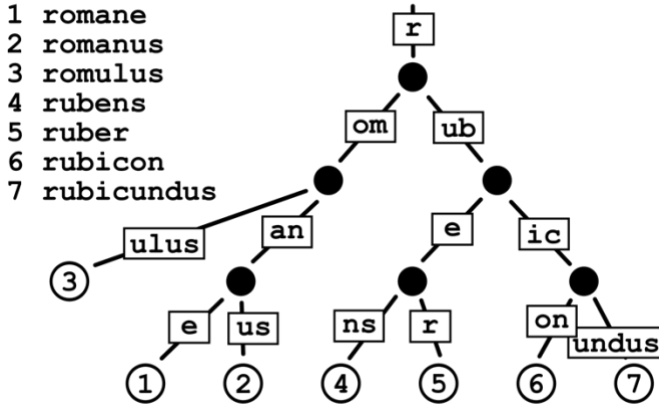 1 romane
2 romanus
3 romulus
4 rubens
5 ruber
6 rubicon
7 rubicundus
r
om ub
ulus an e ic
3
e us ns r on undus
1 2 4 5 6 7